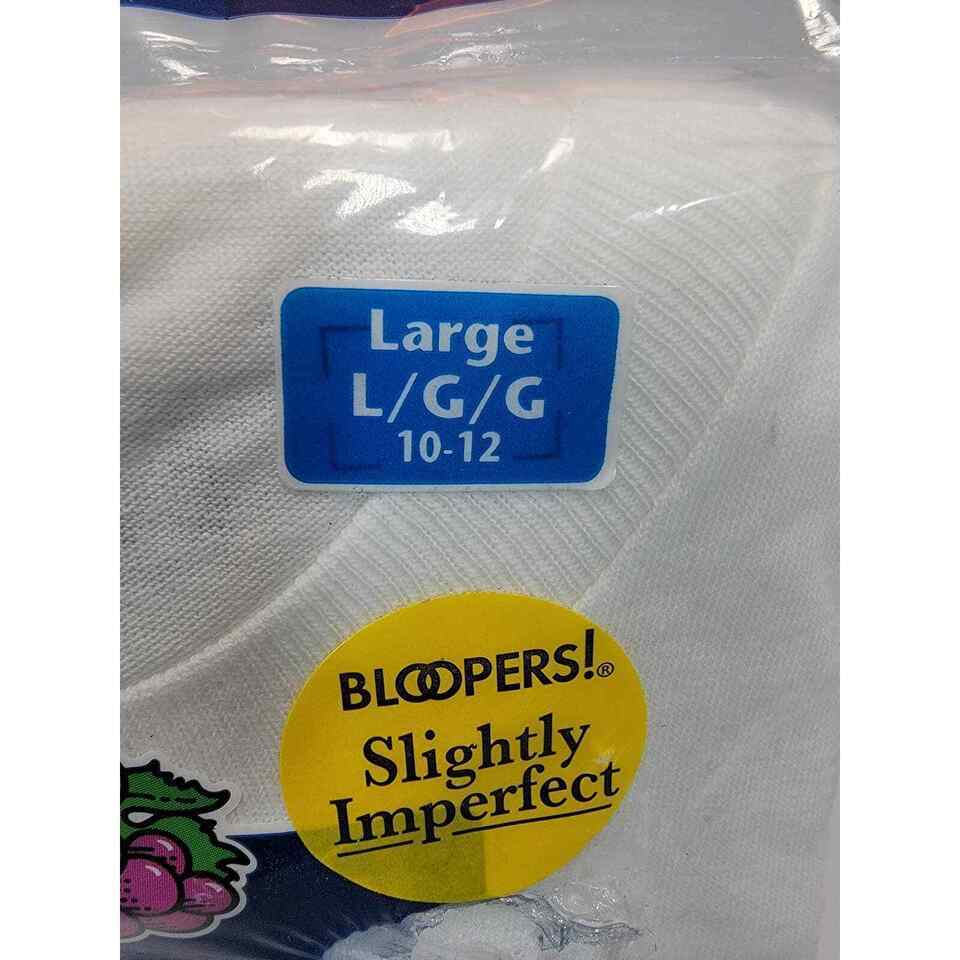 Large
L/G/G
10-12
BLOOPERS!®
Slightly
Imperfect